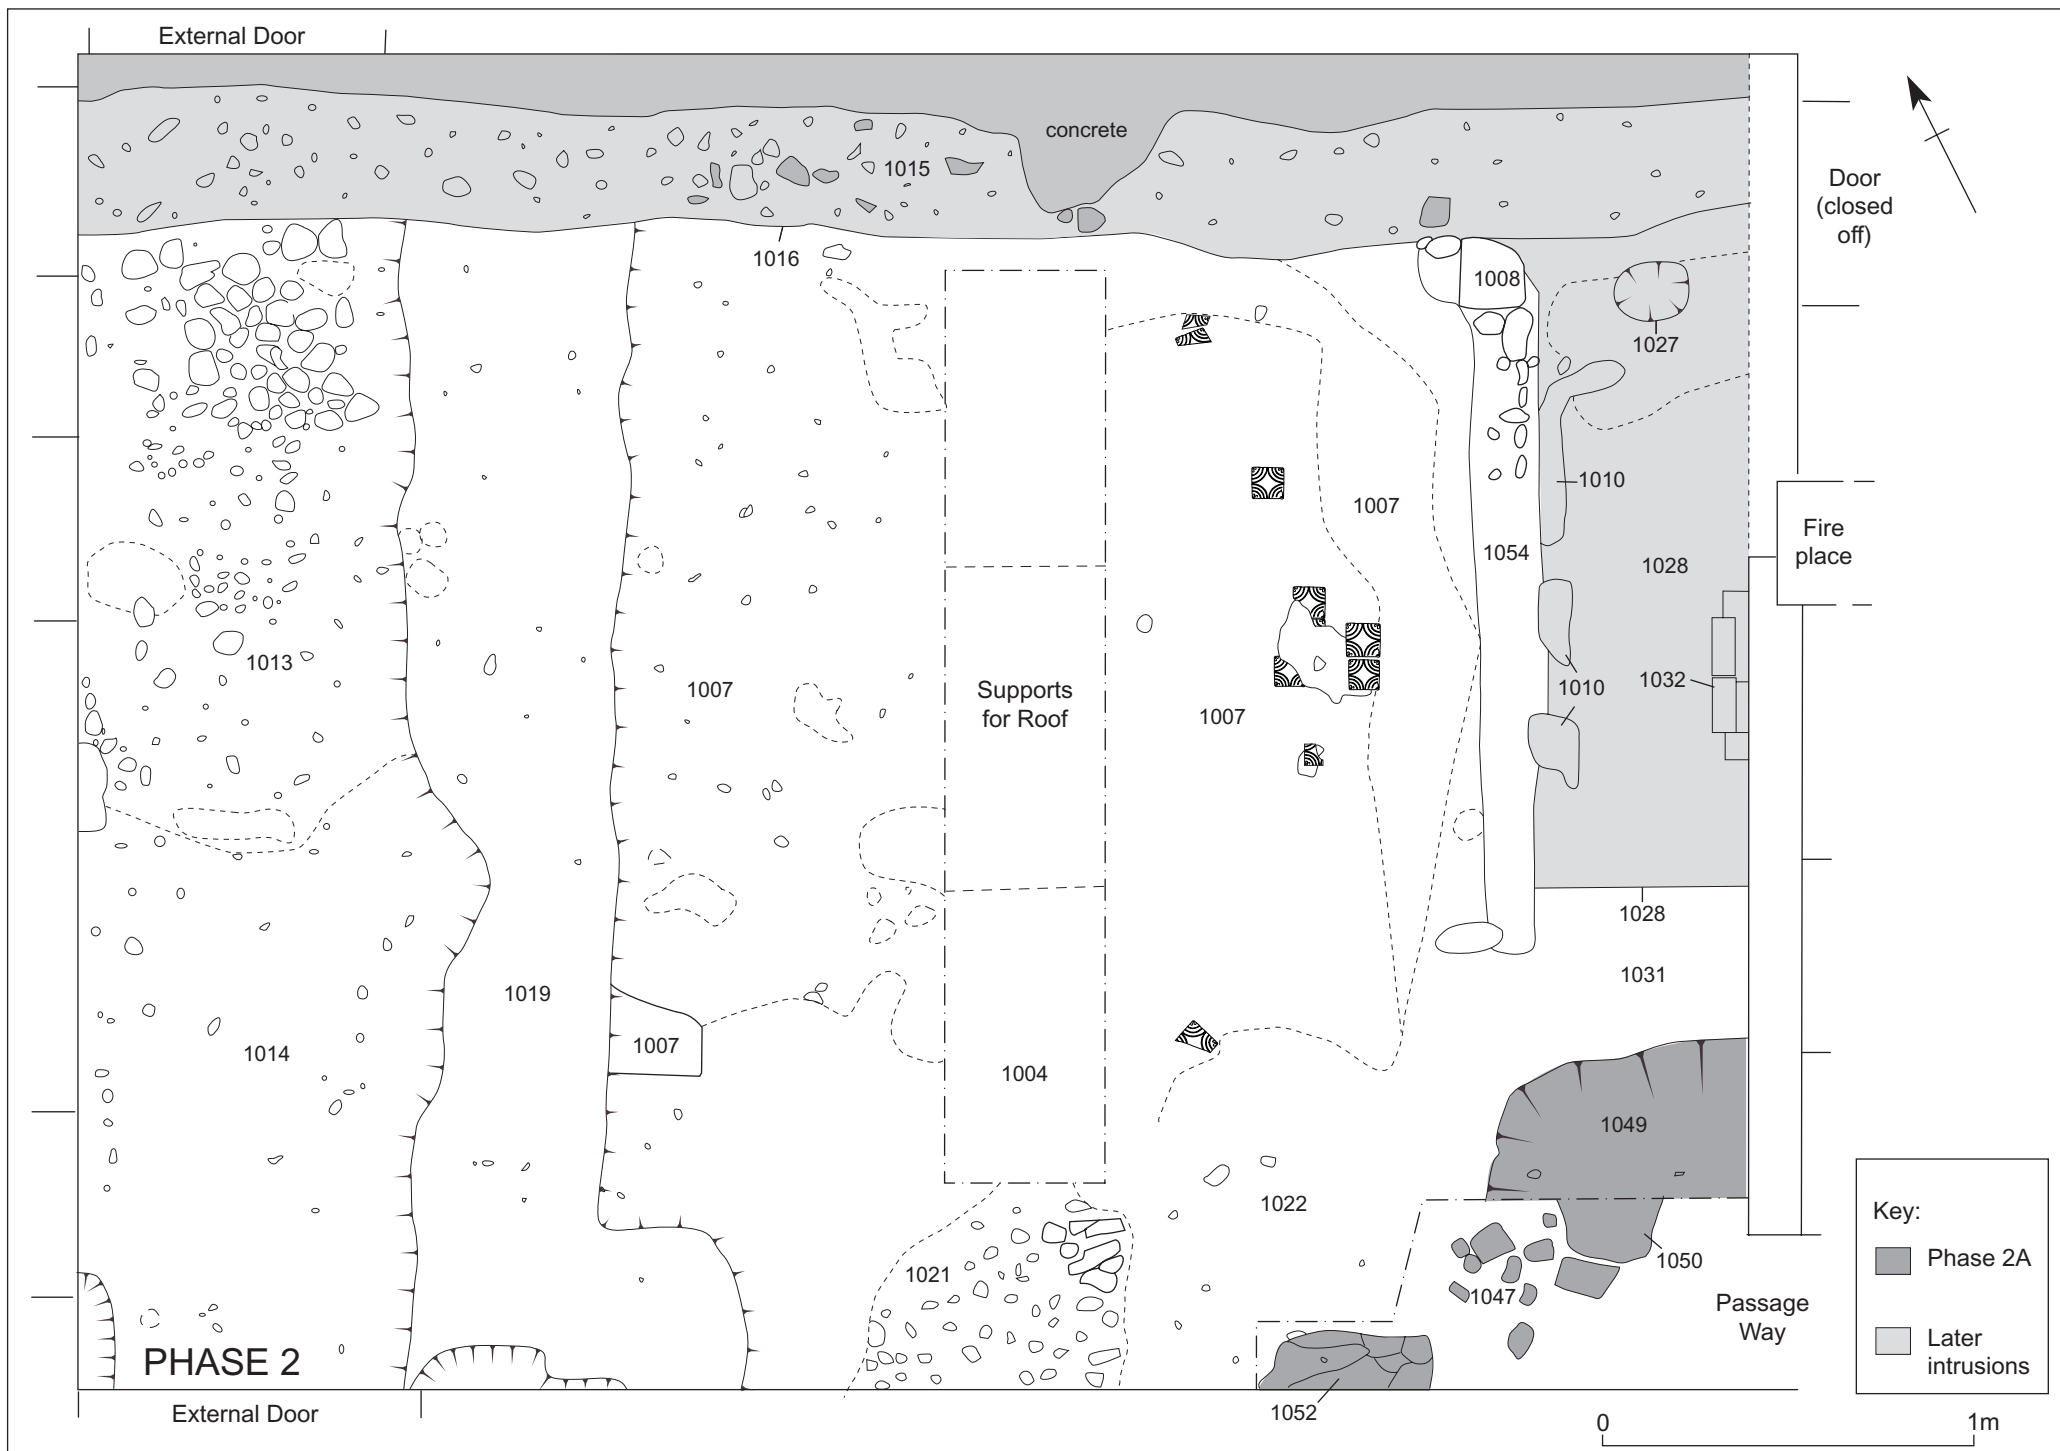 External Door
concrete
1015
Door
(closed
off)
1016
1008
1027
1010
1007
Fire
place
1054
1028
1013
1032
1007
Supports
for Roof
1010
1007
1028
1031
1019
1007
1014
1004
1049
1022
Key:
1021
1050
Phase 2A
1047
Passage
Way
Later
intrusions
PHASE 2
External Door
1052
0
1m